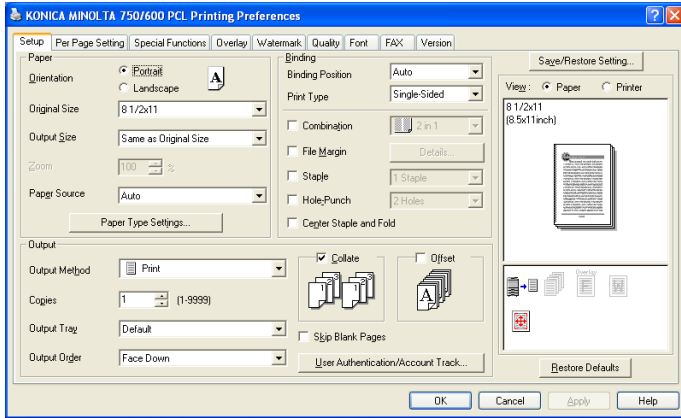 KONICA MINOLTA 750/600 PCL Printing Preferences
Setup Per Page Setting Special Functions Overlay Watermark Quality Font FAX Version
Paper
Orientation
Portrait
Landscape
A
Original Size
8 1/2x11
Output Size
Same as Original Size
Zoom
100 %
Paper Source
Auto
Paper Type Settings...
Binding
Binding Position
Auto
Print Type
Single-Sided
Combination
2 in 1
File Margin
Details...
Staple
1 Staple
Hole-Punch
2 Holes
Center Staple and Fold
Output
Output Method
Print
Copies
1 (1-9999)
Output Tray
Default
Output Order
Face Down
Collate
Offset
A
Skip Blank Pages
User Authentication/Account Track...
Save/Restore Setting...
View : Paper Printer
8 1/2x11
(8.5x11inch)
Overlay
Restore Defaults
OK Cancel Apply Help